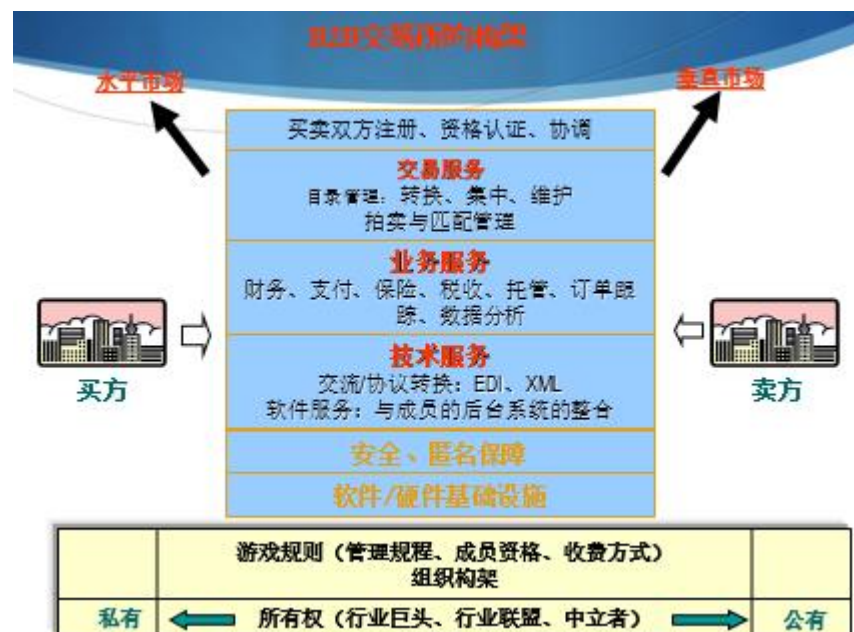 B2B交易所的构架
水平市场
垂直市场
买卖双方注册、资格认证、协调
交易服务
目录管理：转换、集中、维护
拍卖与匹配管理
业务服务
财务、支付、保险、税收、托管、订单跟
踪、数据分析
技术服务
交流/协议转换：EDI、XML
软件服务：与成员的后台系统的整合
买方
卖方
安全、匿名保障
软件/硬件基础设施
游戏规则（管理规程、成员资格、收费方式）
组织构架
私有
所有权（行业巨头、行业联盟、中立者）
公有